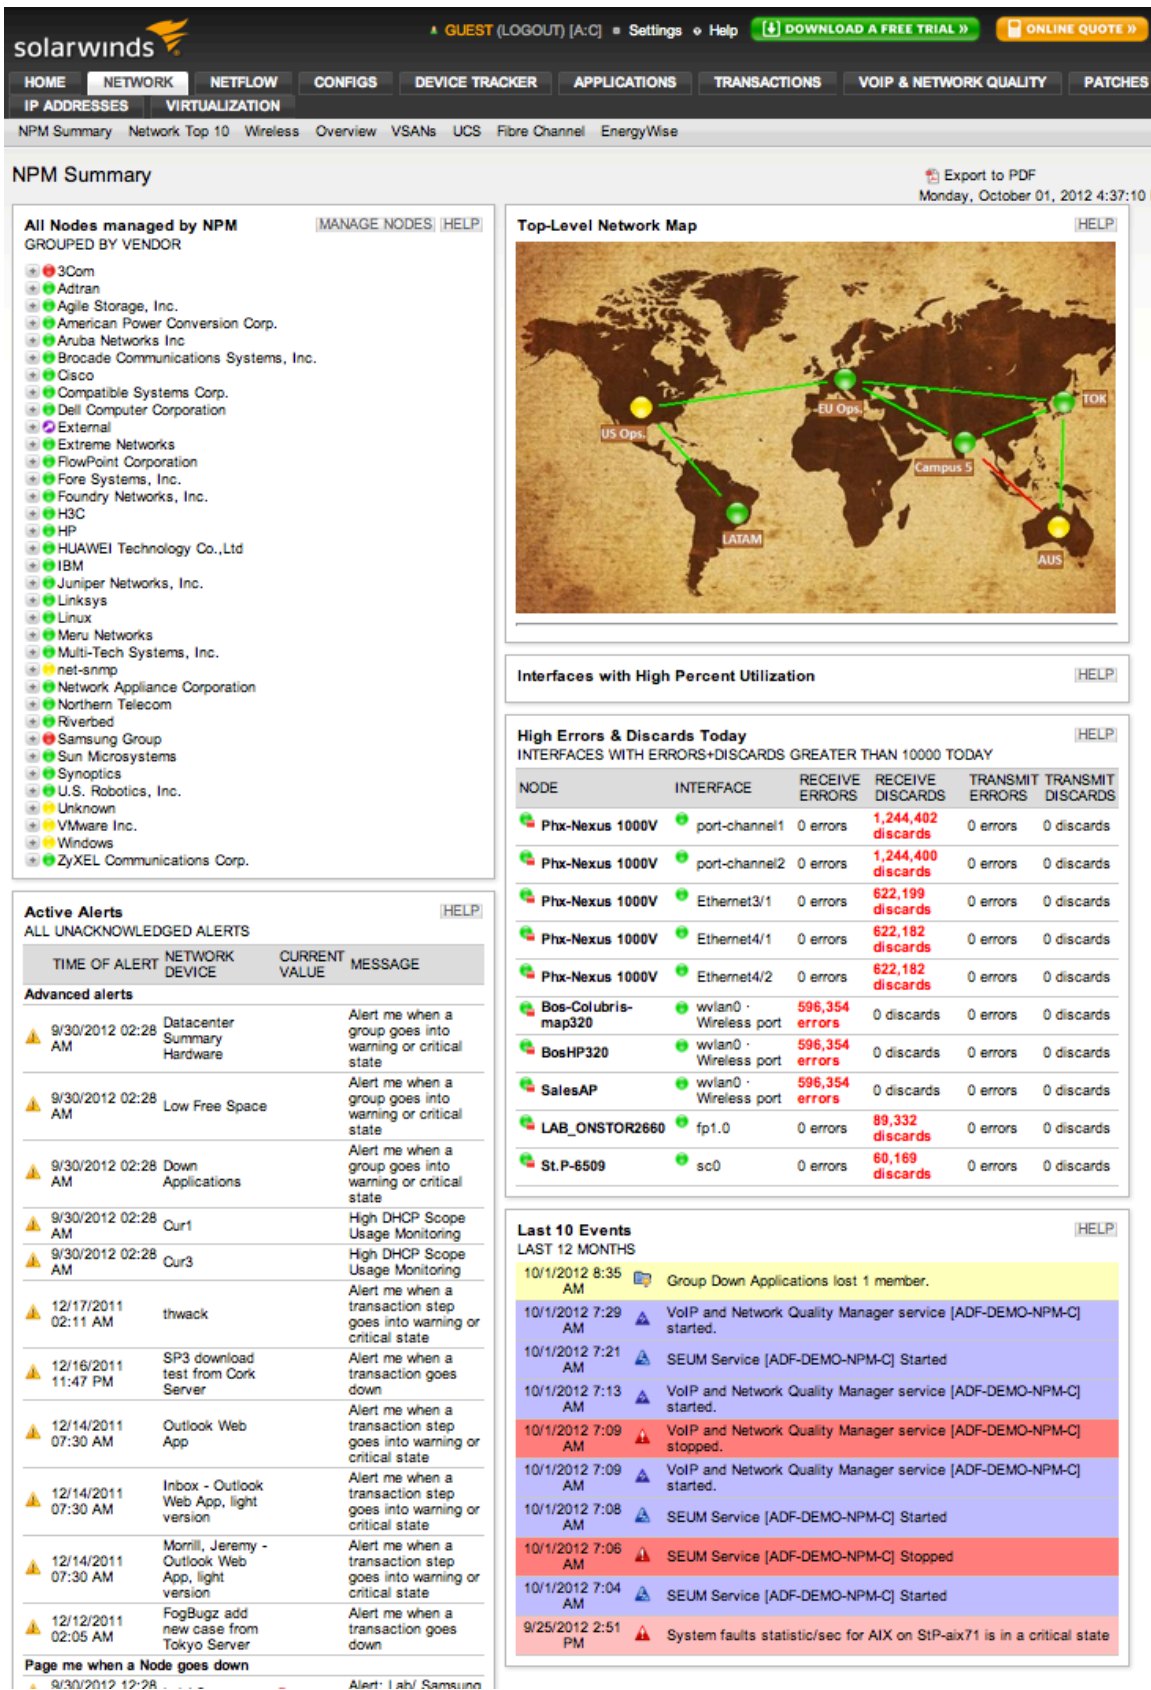 solarwinds
GUEST (LOGOUT) [A:C] Settings Help DOWNLOAD A FREE TRIAL » ONLINE QUOTE »
HOME NETWORK NETFLOW CONFIGS DEVICE TRACKER APPLICATIONS TRANSACTIONS VOIP & NETWORK QUALITY PATCHES
IP ADDRESSES VIRTUALIZATION
NPM Summary Network Top 10 Wireless Overview VSANs UCS Fibre Channel EnergyWise
NPM Summary
Export to PDF
Monday, October 01, 2012 4:37:10
All Nodes managed by NPM MANAGE NODES HELP
GROUPED BY VENDOR
3Com
Adtran
Agile Storage, Inc.
American Power Conversion Corp.
Aruba Networks Inc
Brocade Communications Systems, Inc.
Cisco
Compatible Systems Corp.
Dell Computer Corporation
External
Extreme Networks
FlowPoint Corporation
Fore Systems, Inc.
Foundry Networks, Inc.
H3C
HP
HUAWEI Technology Co.,Ltd
IBM
Juniper Networks, Inc.
Linksys
Linux
Meru Networks
Multi-Tech Systems, Inc.
net-snmp
Network Appliance Corporation
Northern Telecom
Riverbed
Samsung Group
Sun Microsystems
Synoptics
U.S. Robotics, Inc.
Unknown
VMware Inc.
Windows
ZyXEL Communications Corp.
Active Alerts HELP
ALL UNACKNOWLEDGED ALERTS
TIME OF ALERT NETWORK DEVICE CURRENT VALUE MESSAGE
Advanced alerts
9/30/2012 02:28 AM Datacenter Summary Hardware Alert me when a group goes into warning or critical state
9/30/2012 02:28 AM Low Free Space Alert me when a group goes into warning or critical state
9/30/2012 02:28 AM Down Applications Alert me when a group goes into warning or critical state
9/30/2012 02:28 AM Cur1 High DHCP Scope Usage Monitoring
9/30/2012 02:28 AM Cur3 High DHCP Scope Usage Monitoring
12/17/2011 02:11 AM thwack Alert me when a transaction step goes into warning or critical state
12/16/2011 11:47 PM SP3 download test from Cork Server Alert me when a transaction goes down
12/14/2011 07:30 AM Outlook Web App Alert me when a transaction step goes into warning or critical state
12/14/2011 07:30 AM Inbox - Outlook Web App, light version Alert me when a transaction step goes into warning or critical state
12/14/2011 07:30 AM Morrill, Jeremy - Outlook Web App, light version Alert me when a transaction step goes into warning or critical state
12/12/2011 02:05 AM FogBugz add new case from Tokyo Server Alert me when a transaction goes down
Page me when a Node goes down
9/30/2012 12:28 Alert: Lab/ Samsung
Top-Level Network Map HELP
US Ops.
EU Ops.
TOK
Campus 5
LATAM
AUS
Interfaces with High Percent Utilization HELP
High Errors & Discards Today HELP
INTERFACES WITH ERRORS+DISCARDS GREATER THAN 10000 TODAY
NODE INTERFACE RECEIVE ERRORS RECEIVE DISCARDS TRANSMIT ERRORS TRANSMIT DISCARDS
Phx-Nexus 1000V port-channel1 0 errors 1,244,402 discards 0 errors 0 discards
Phx-Nexus 1000V port-channel2 0 errors 1,244,400 discards 0 errors 0 discards
Phx-Nexus 1000V Ethernet3/1 0 errors 622,199 discards 0 errors 0 discards
Phx-Nexus 1000V Ethernet4/1 0 errors 622,182 discards 0 errors 0 discards
Phx-Nexus 1000V Ethernet4/2 0 errors 622,182 discards 0 errors 0 discards
Bos-Colubris-map320 wvlan0 · Wireless port 596,354 errors 0 discards 0 errors 0 discards
BosHP320 wvlan0 · Wireless port 596,354 errors 0 discards 0 errors 0 discards
SalesAP wvlan0 · Wireless port 596,354 errors 0 discards 0 errors 0 discards
LAB_ONSTOR2660 fp1.0 0 errors 89,332 discards 0 errors 0 discards
St.P-6509 sc0 0 errors 60,169 discards 0 errors 0 discards
Last 10 Events HELP
LAST 12 MONTHS
10/1/2012 8:35 AM Group Down Applications lost 1 member.
10/1/2012 7:29 AM VoIP and Network Quality Manager service [ADF-DEMO-NPM-C] started.
10/1/2012 7:21 AM SEUM Service [ADF-DEMO-NPM-C] Started
10/1/2012 7:13 AM VoIP and Network Quality Manager service [ADF-DEMO-NPM-C] started.
10/1/2012 7:09 AM VoIP and Network Quality Manager service [ADF-DEMO-NPM-C] stopped.
10/1/2012 7:09 AM VoIP and Network Quality Manager service [ADF-DEMO-NPM-C] started.
10/1/2012 7:08 AM SEUM Service [ADF-DEMO-NPM-C] Started
10/1/2012 7:06 AM SEUM Service [ADF-DEMO-NPM-C] Stopped
10/1/2012 7:04 AM SEUM Service [ADF-DEMO-NPM-C] Started
9/25/2012 2:51 PM System faults statistic/sec for AIX on StP-aix71 is in a critical state